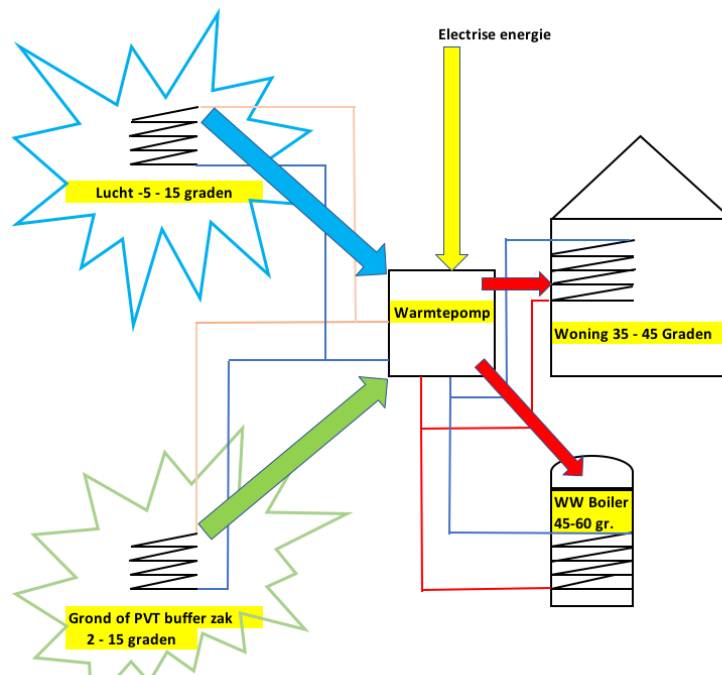 Electrise energie
Lucht -5 - 15 graden
Warmtepomp
Woning 35 - 45 Graden
WW Boiler
45-60 gr.
Grond of PVT buffer zak
2 - 15 graden